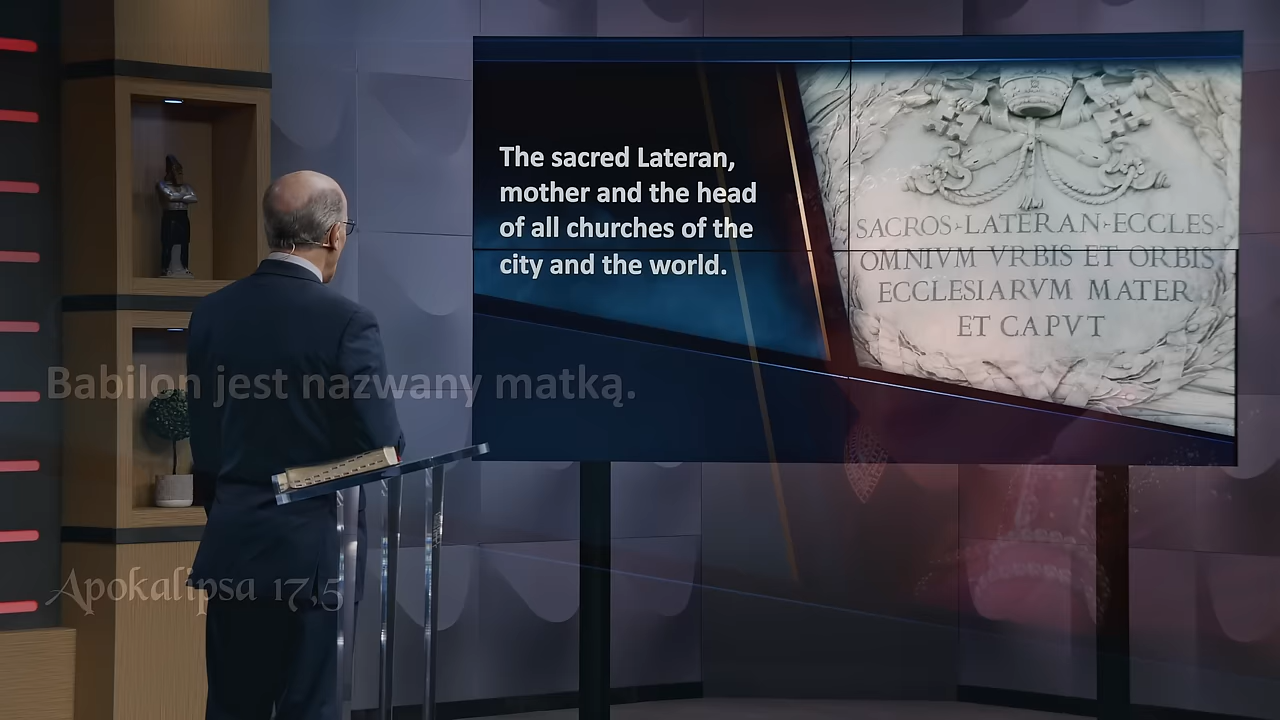 The sacred Lateran,
mother and the head
of all churches of the
city and the world.
SACROS·LATERAN·ECCLES·
OMNIVM VRBIS ET ORBIS
ECCLESIARVM MATER
ET CAPVT
Babilon jest nazwany matką.
Apokalipsa 17,5